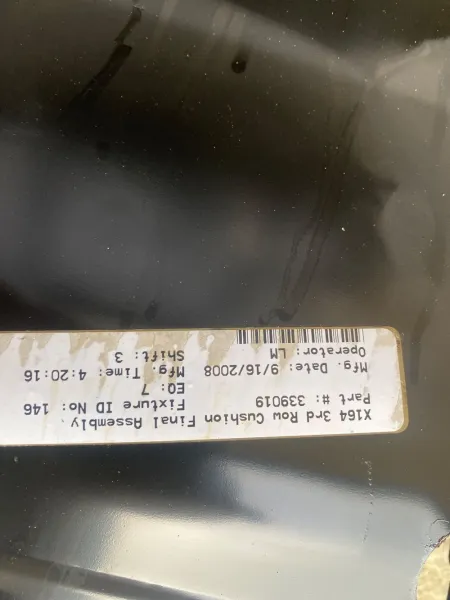 X164 3rd Row Cushion Final Assembly.
Part #: 3339019 Fixture ID No: 146
EO: 7
Mfg. Date: 9/16/2008 Mfg. Time: 4:20:16
Operator: LM Shift: 3